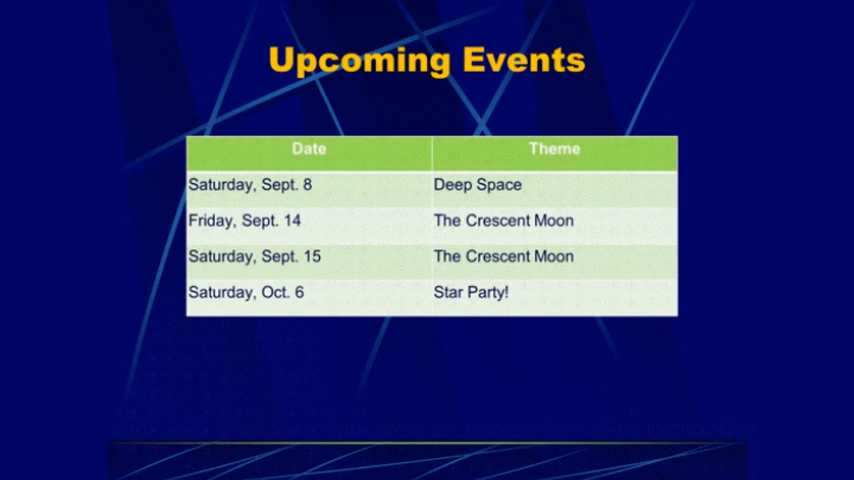 Upcoming Events
Date Theme
Saturday, Sept. 8 Deep Space
Friday, Sept. 14 The Crescent Moon
Saturday, Sept. 15 The Crescent Moon
Saturday, Oct. 6 Star Party!